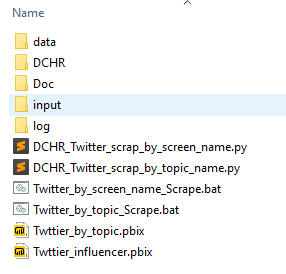 Name
data
DCHR
Doc
input
log
DCHR_Twitter_scrap_by_screen_name.py
DCHR_Twitter_scrap_by_topic_name.py
Twitter_by_screen_name_Scrape.bat
Twitter_by_topic_Scrape.bat
Twttier_by_topic.pbix
Twttier_influencer.pbix